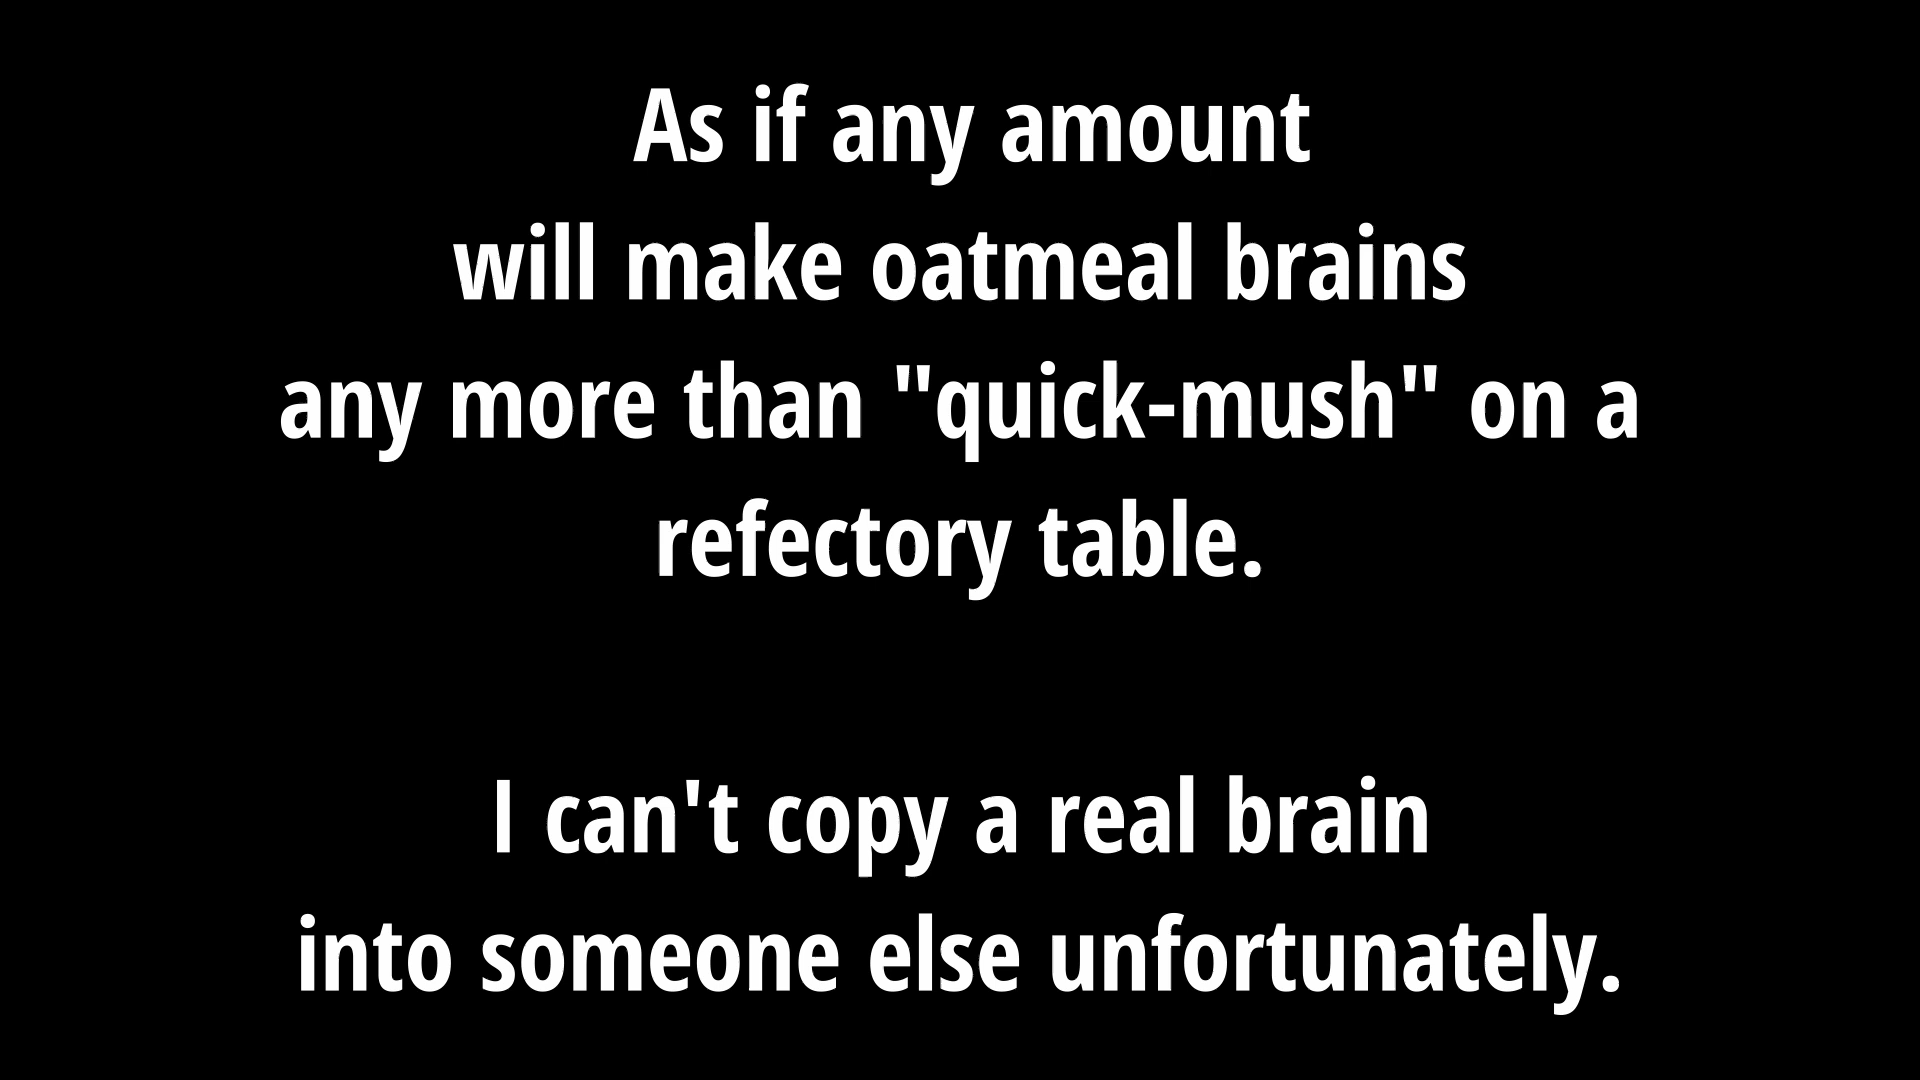 As if any amount
will make oatmeal brains
any more than "quick-mush" on a
refectory table.
I can't copy a real brain
into someone else unfortunately.